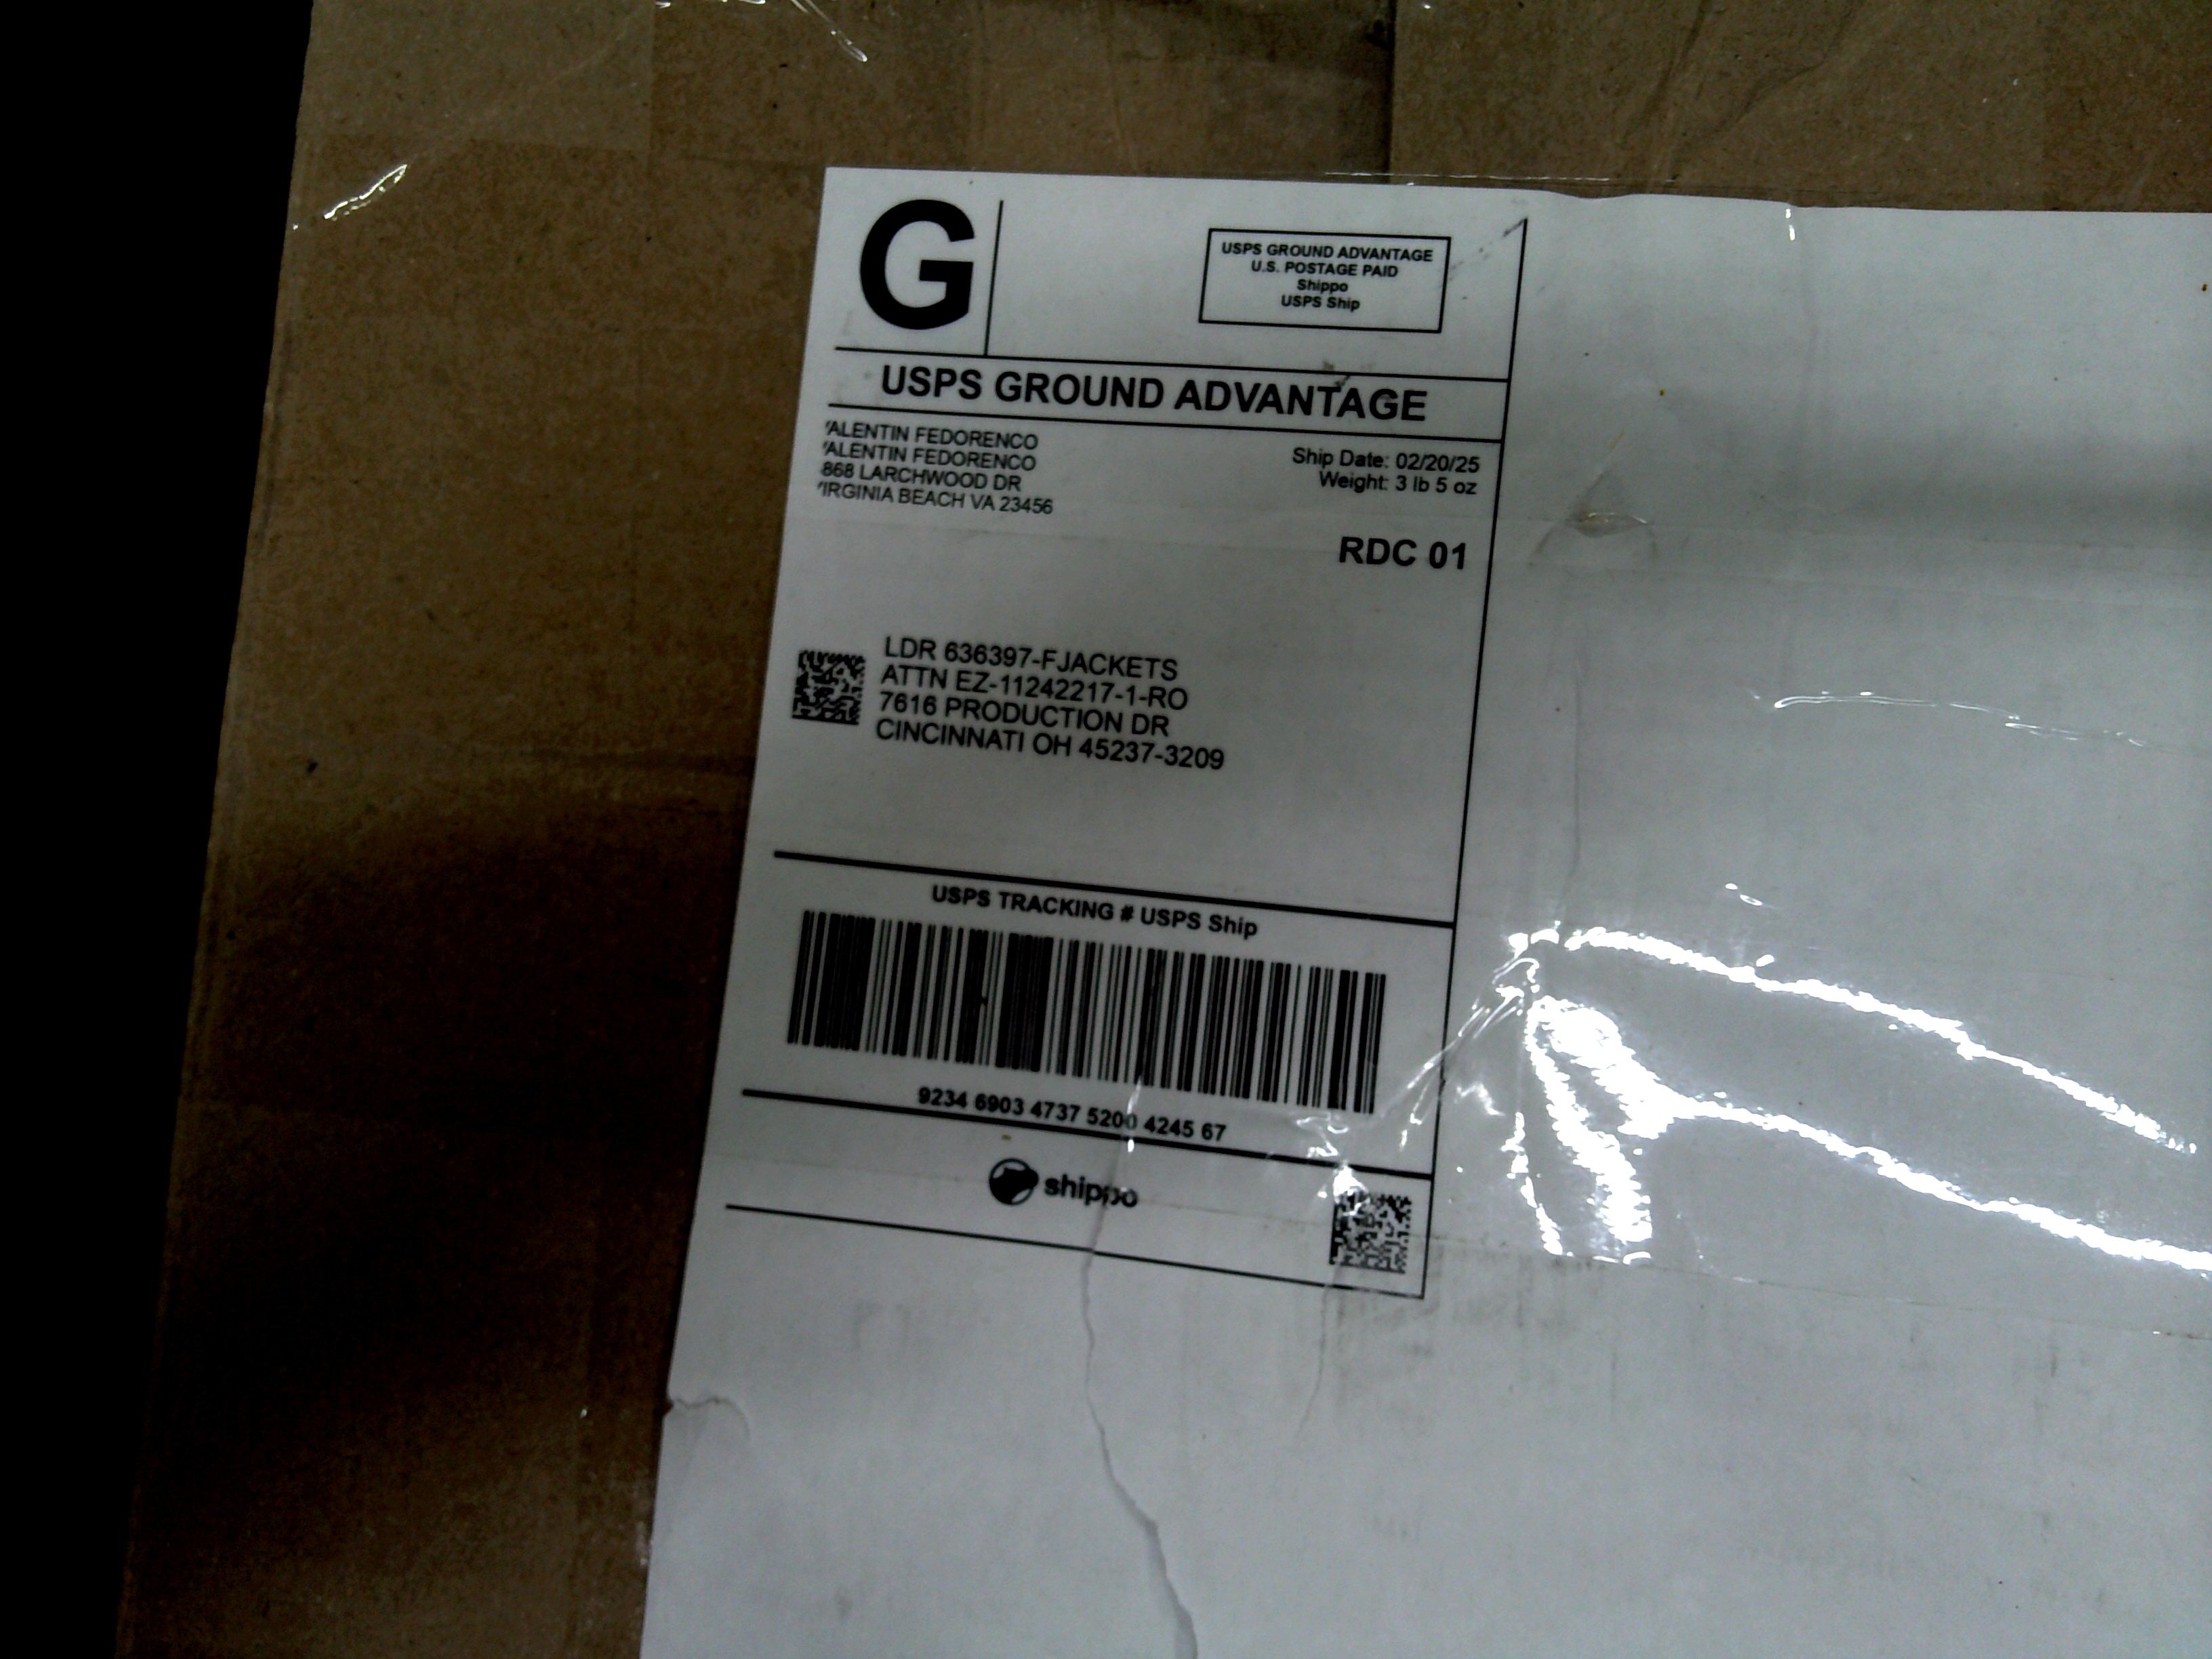 G
USPS GROUND ADVANTAGE
U.S. POSTAGE PAID
Shippo
USPS Ship
USPS GROUND ADVANTAGE
ALENTIN FEDORENCO
ALENTIN FEDORENCO
868 LARCHWOOD DR
IRGINIA BEACH VA 23456
Ship Date: 02/20/25
Weight: 3 lb 5 oz
RDC 01
LDR 636397-FJACKETS
ATTN EZ-11242217-1-RO
7616 PRODUCTION DR
CINCINNATI OH 45237-3209
USPS TRACKING # USPS Ship
9234 6903 4737 5200 4245 67
shippo